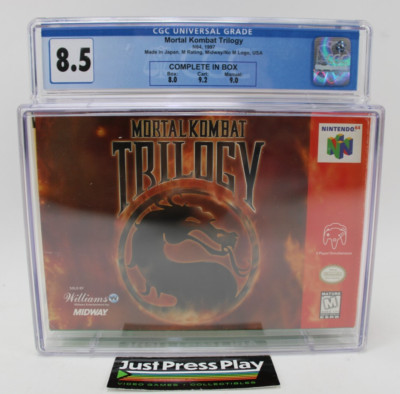 CGC UNIVERSAL GRADE
Mortal Kombat Trilogy
N64, 1997
Made in Japan, M Rating, Midway/No M Logo, USA
8.5
COMPLETE IN BOX
Box: Cart: Manual:
8.0 9.2 9.0
MORTAL KOMBAT
TRILOGY
NINTENDO 64
Williams
MIDWAY
MATURE
M
JUST PRESS PLAY
VIDEO GAMES / COLLECTIBLES